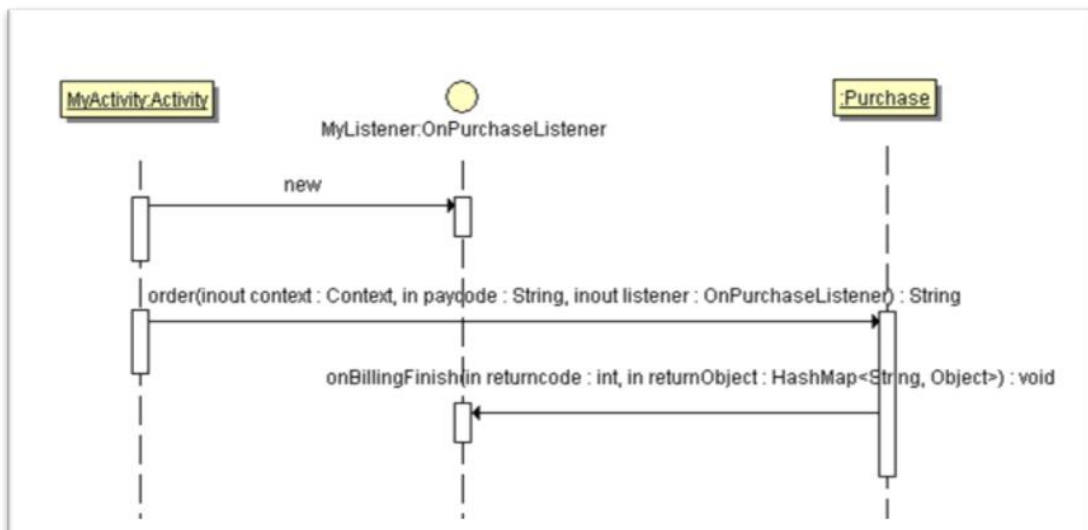 MyActivity:Activity
MyListener:OnPurchaseListener
:Purchase
new
order(inout context : Context, in paycode : String, inout listener : OnPurchaseListener) : String
onBillingFinish(in returncode : int, in returnObject : HashMap<String, Object>) : void